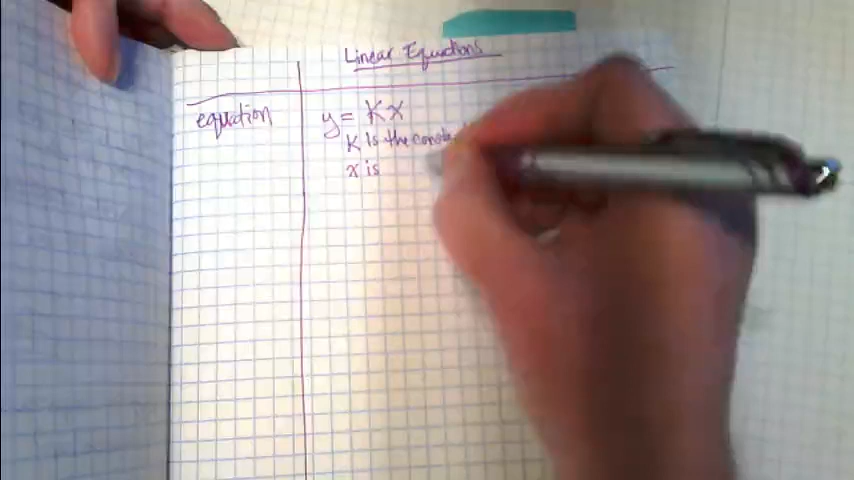 Linear Equations
equation
y = Kx
K is the
x is